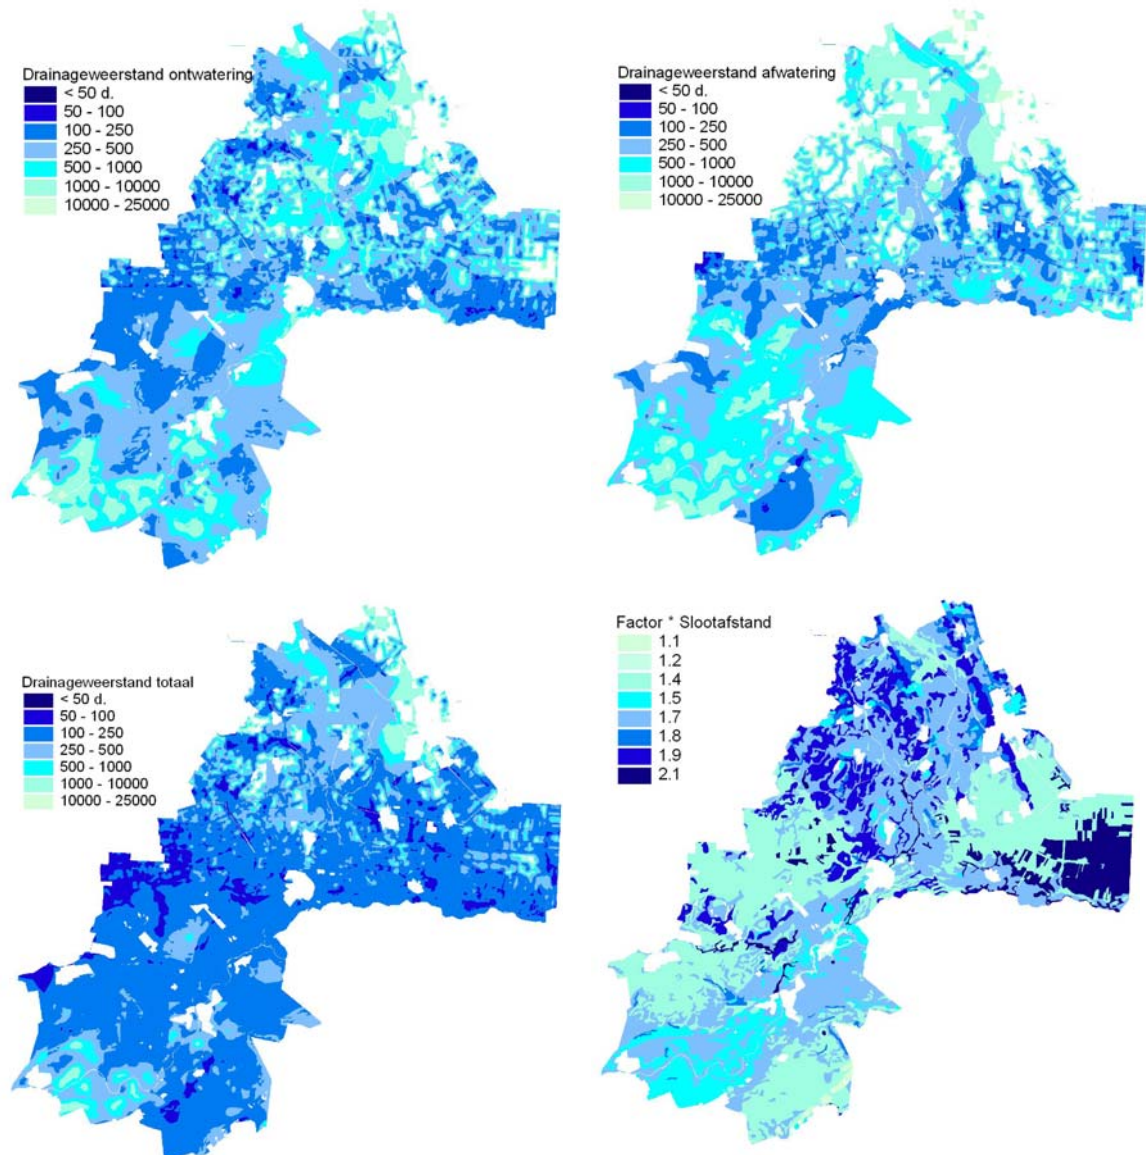 Drainageweerstand ontwatering
< 50 d.
50 - 100
100 - 250
250 - 500
500 - 1000
1000 - 10000
10000 - 25000
Drainageweerstand afwatering
< 50 d.
50 - 100
100 - 250
250 - 500
500 - 1000
1000 - 10000
10000 - 25000
Drainageweerstand totaal
< 50 d.
50 - 100
100 - 250
250 - 500
500 - 1000
1000 - 10000
10000 - 25000
Factor * Slootafstand
1.1
1.2
1.4
1.5
1.7
1.8
1.9
2.1